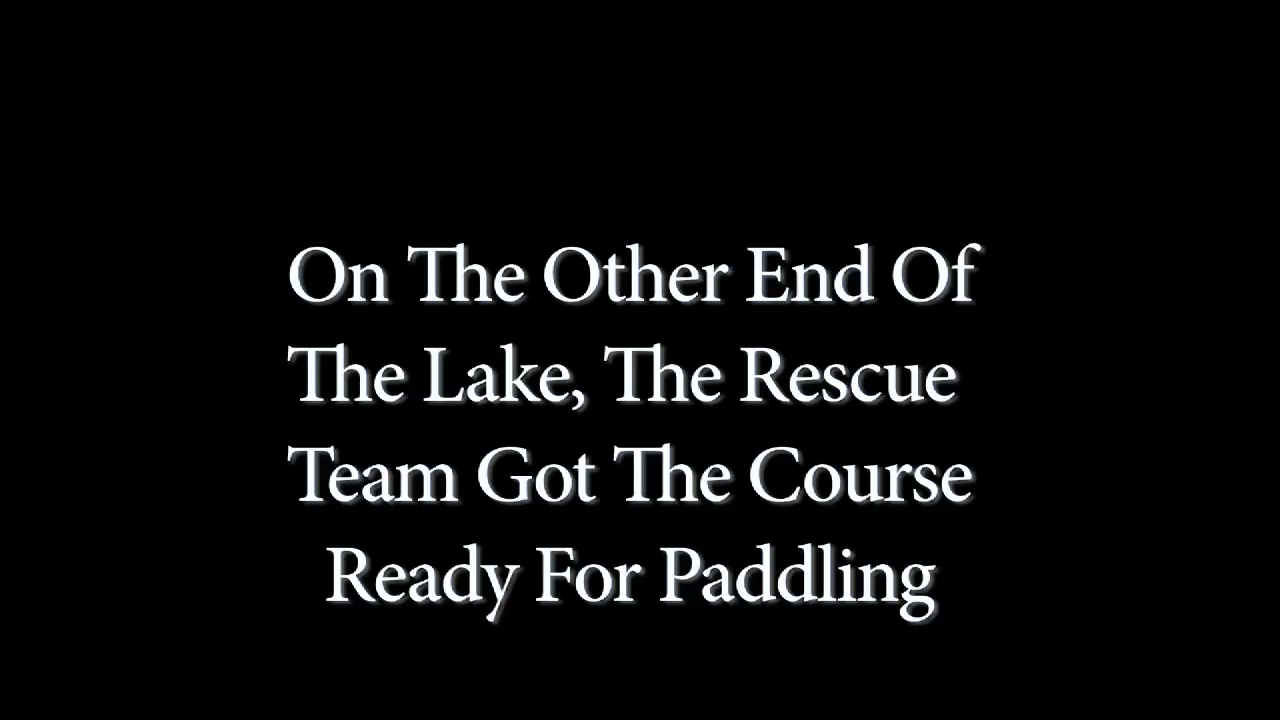 On The Other End Of
The Lake, The Rescue
Team Got The Course
Ready For Paddling